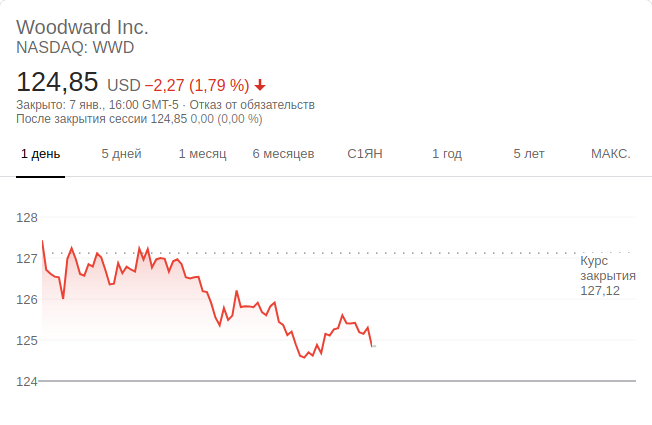 Woodward Inc.
NASDAQ: WWD
124,85 USD −2,27 (1,79 %)
Закрыто: 7 янв., 16:00 GMT-5 · Отказ от обязательств
После закрытия сессии 124,85 0,00 (0,00 %)
1 день 5 дней 1 месяц 6 месяцев С1ЯН 1 год 5 лет МАКС.
128
127
Курс
закрытия
127,12
126
125
124